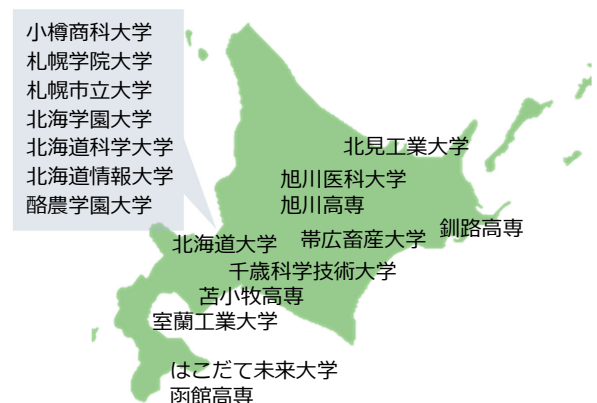 小樽商科大学
札幌学院大学
札幌市立大学
北海学園大学
北海道科学大学
北海道情報大学
酪農学園大学
北見工業大学
旭川医科大学
旭川高専
釧路高専
帯広畜産大学
北海道大学
千歳科学技術大学
苫小牧高専
室蘭工業大学
はこだて未来大学
函館高専